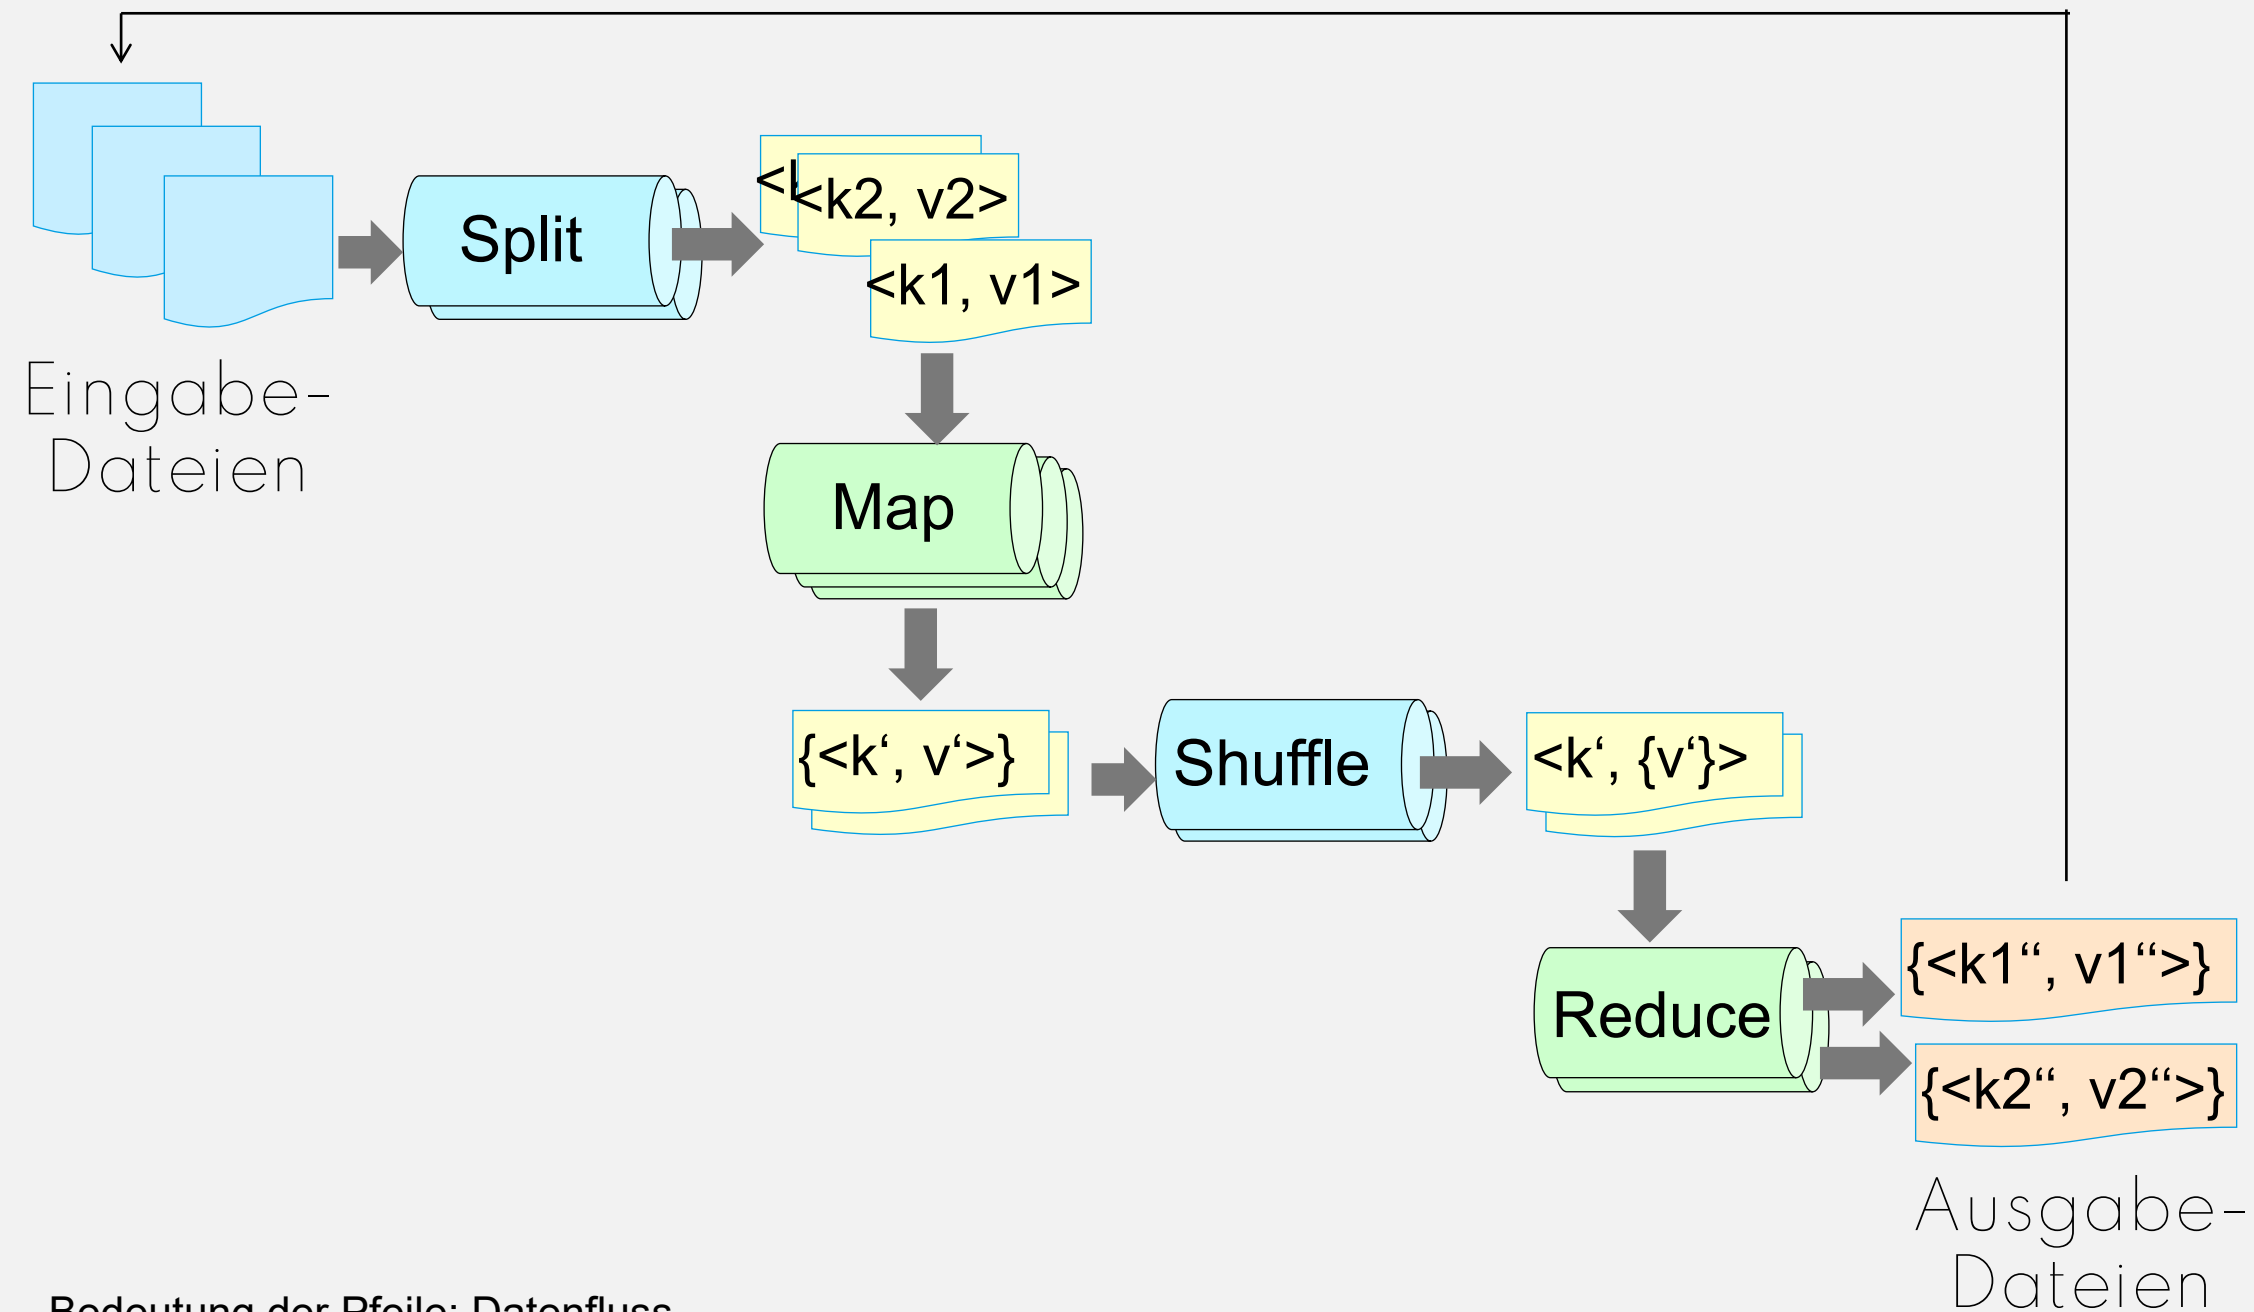 Split
<k2, v2>
<k1, v1>
Eingabe-
Dateien
Map
{<k‘, v‘>}
Shuffle
<k‘, {v‘}>
Reduce
{<k1“, v1“>}
{<k2“, v2“>}
Ausgabe-
Dateien
Bedeutung der Pfeile: Datenfluss